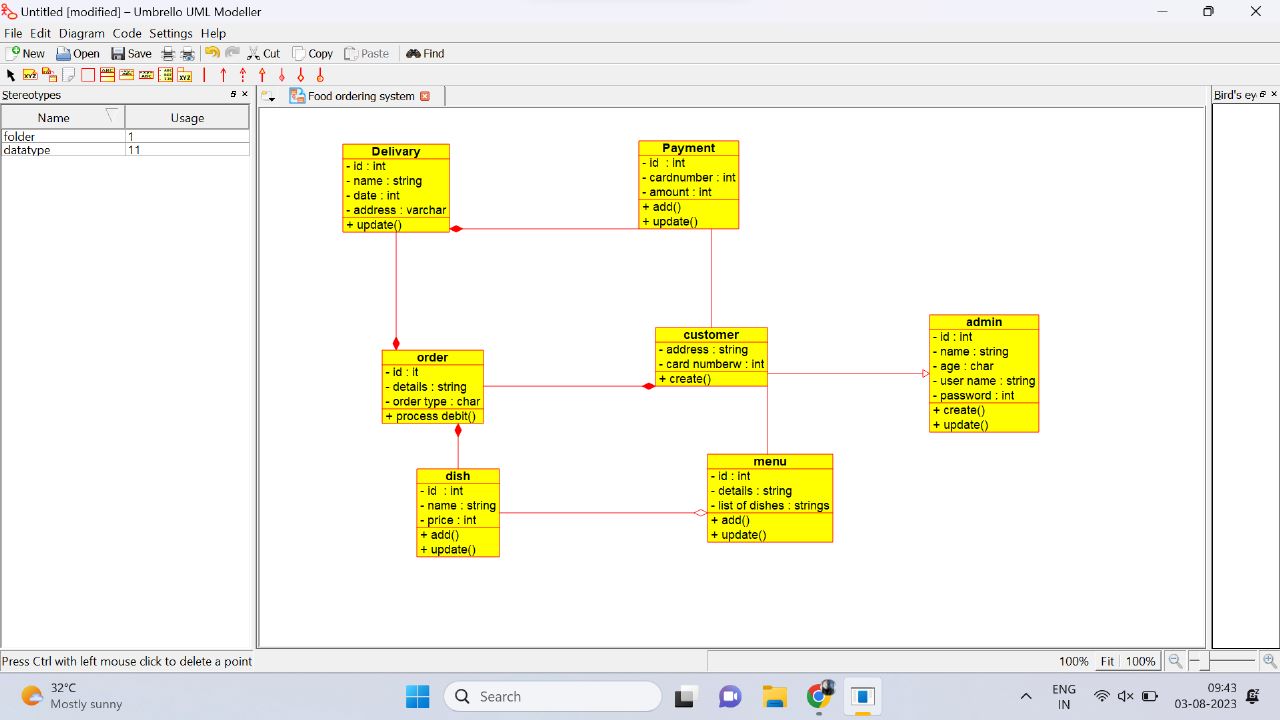 Untitled [modified] – Umbrello UML Modeller
File Edit Diagram Code Settings Help
New Open Save Cut Copy Paste Find
Stereotypes
Food ordering system
Bird's ey
Name Usage
folder 1
datatype 11
Delivary
- id : int
- name : string
- date : int
- address : varchar
+ update()
Payment
- id : int
- cardnumber : int
- amount : int
+ add()
+ update()
customer
- address : string
- card numberw : int
+ create()
admin
- id : int
- name : string
- age : char
- user name : string
- password : int
+ create()
+ update()
order
- id : it
- details : string
- order type : char
+ process debit()
dish
- id : int
- name : string
- price : int
+ add()
+ update()
menu
- id : int
- details : string
- list of dishes : strings
+ add()
+ update()
Press Ctrl with left mouse click to delete a point
100% Fit 100%
32°C
Mostly sunny
Search
ENG
IN
09:43
03-08-2023